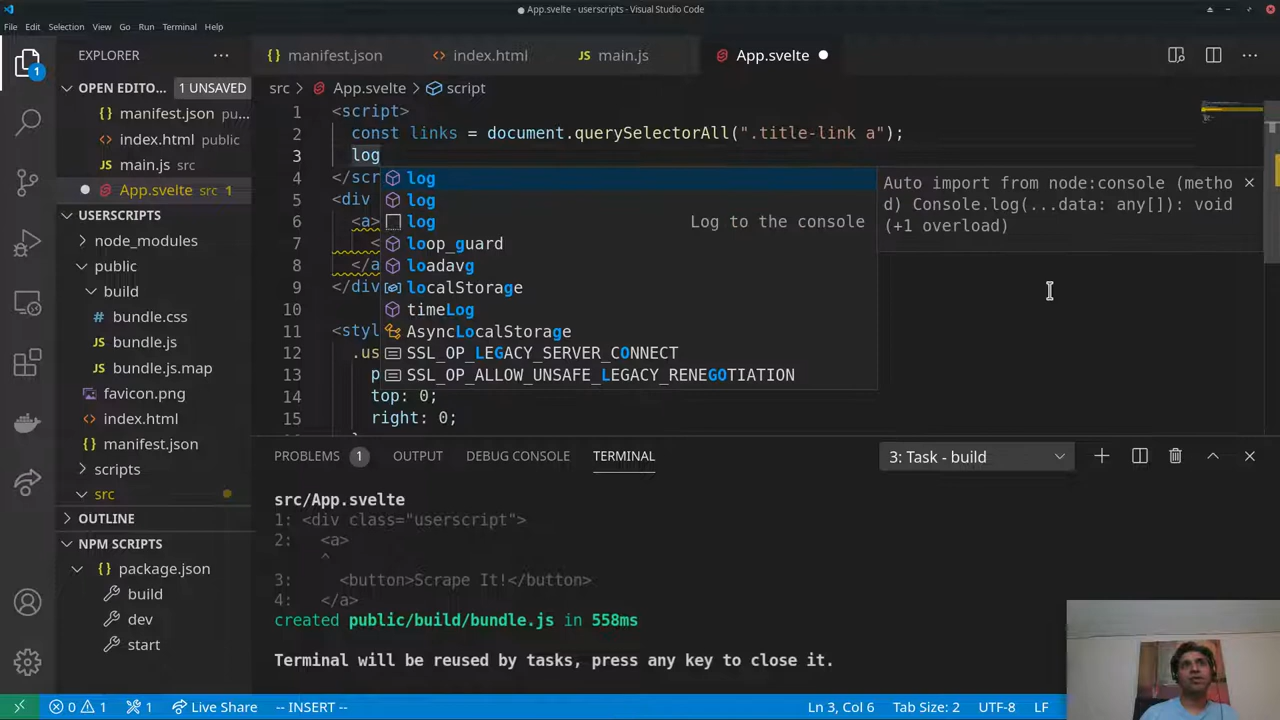 ● App.svelte - userscripts - Visual Studio Code
File Edit Selection View Go Run Terminal Help
EXPLORER
manifest.json
index.html
JS main.js
App.svelte
OPEN EDITO... 1 UNSAVED
manifest.json pu...
index.html public
JS main.js src
App.svelte src 1
USERSCRIPTS
node_modules
public
build
bundle.css
JS bundle.js
bundle.js.map
favicon.png
index.html
manifest.json
scripts
src
OUTLINE
NPM SCRIPTS
package.json
build
dev
start
src > App.svelte > script
1 <script>
2 const links = document.querySelectorAll(".title-link a");
3 log
4 </scr
5 <div
6 <a>
7 <
8 </a
9 </div
10
11 <styl
12 .us
13 p
14 top: 0;
15 right: 0;
log
log
log Log to the console
loop_guard
loadavg
localStorage
timeLog
AsyncLocalStorage
SSL_OP_LEGACY_SERVER_CONNECT
SSL_OP_ALLOW_UNSAFE_LEGACY_RENEGOTIATION
Auto import from node:console (metho
d) Console.log(...data: any[]): void
(+1 overload)
PROBLEMS 1 OUTPUT DEBUG CONSOLE TERMINAL 3: Task - build
src/App.svelte
1: <div class="userscript">
2: <a>
^
3: <button>Scrape It!</button>
4: </a>
created public/build/bundle.js in 558ms
Terminal will be reused by tasks, press any key to close it.
1
0 1 1 Live Share -- INSERT -- Ln 3, Col 6 Tab Size: 2 UTF-8 LF